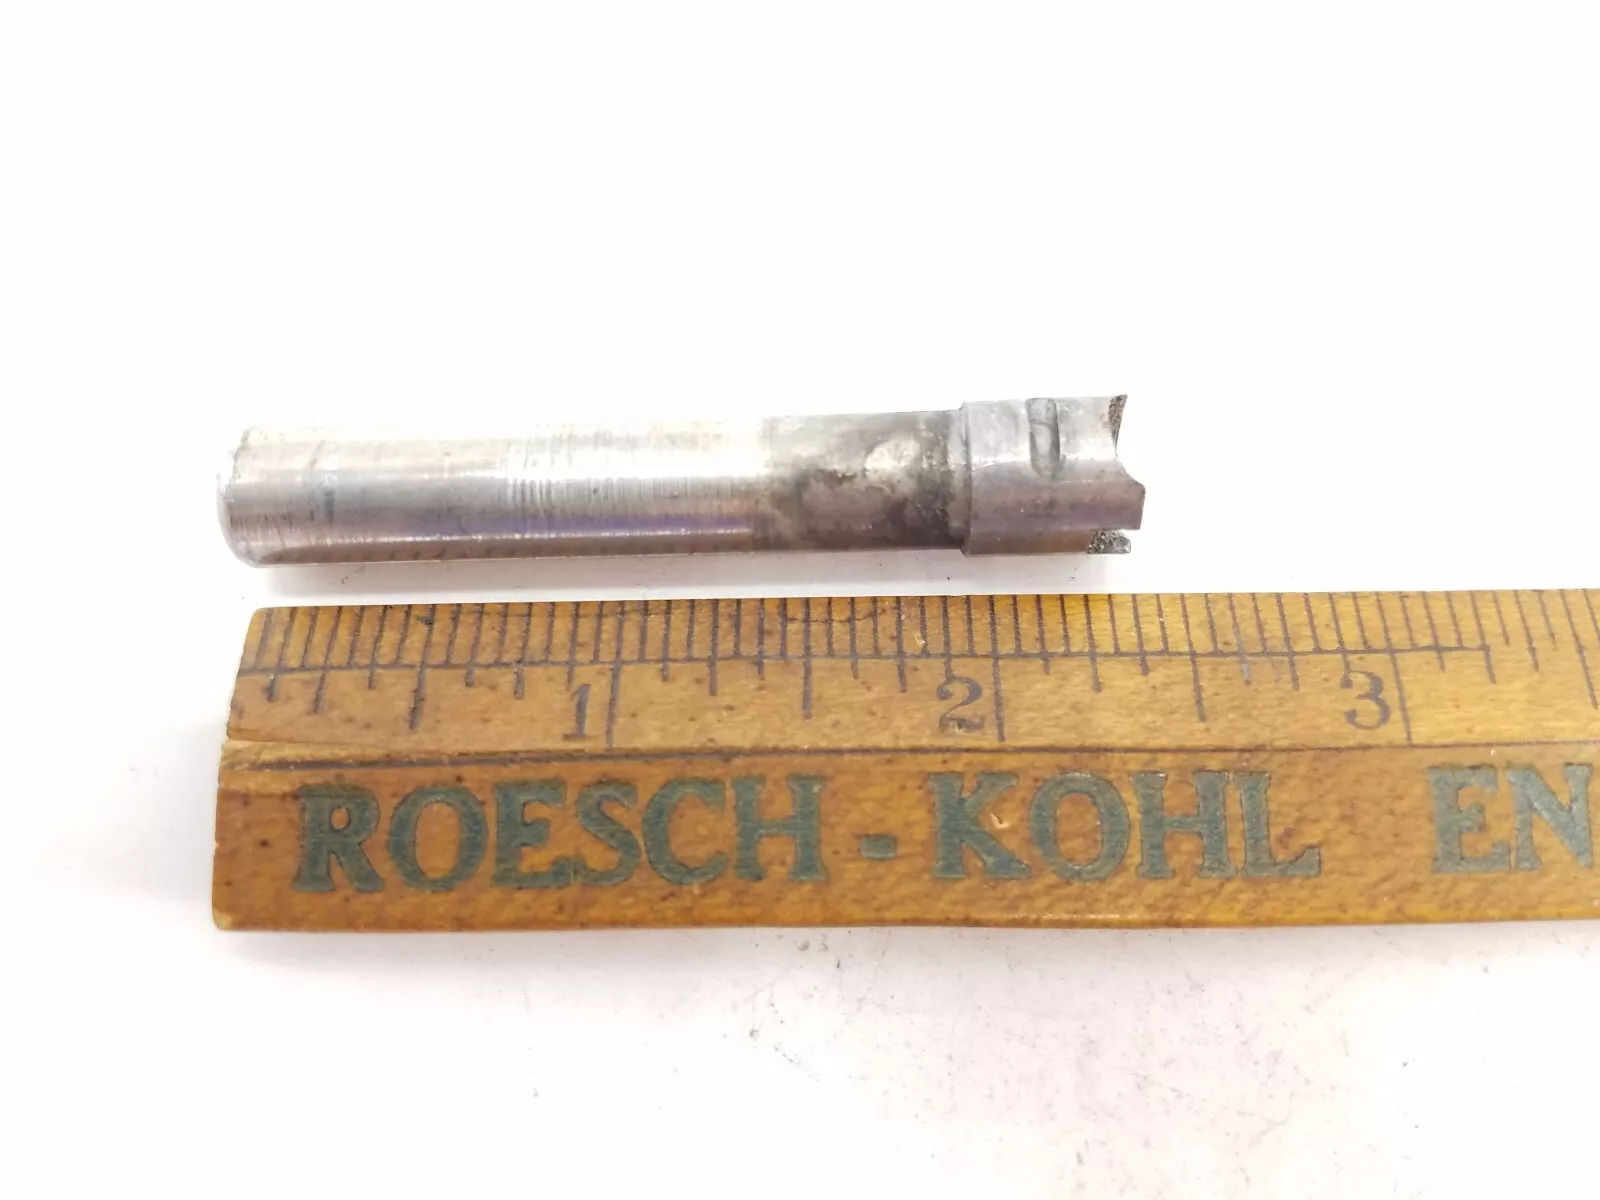 1 2 3
ROESCH - KOHL EN